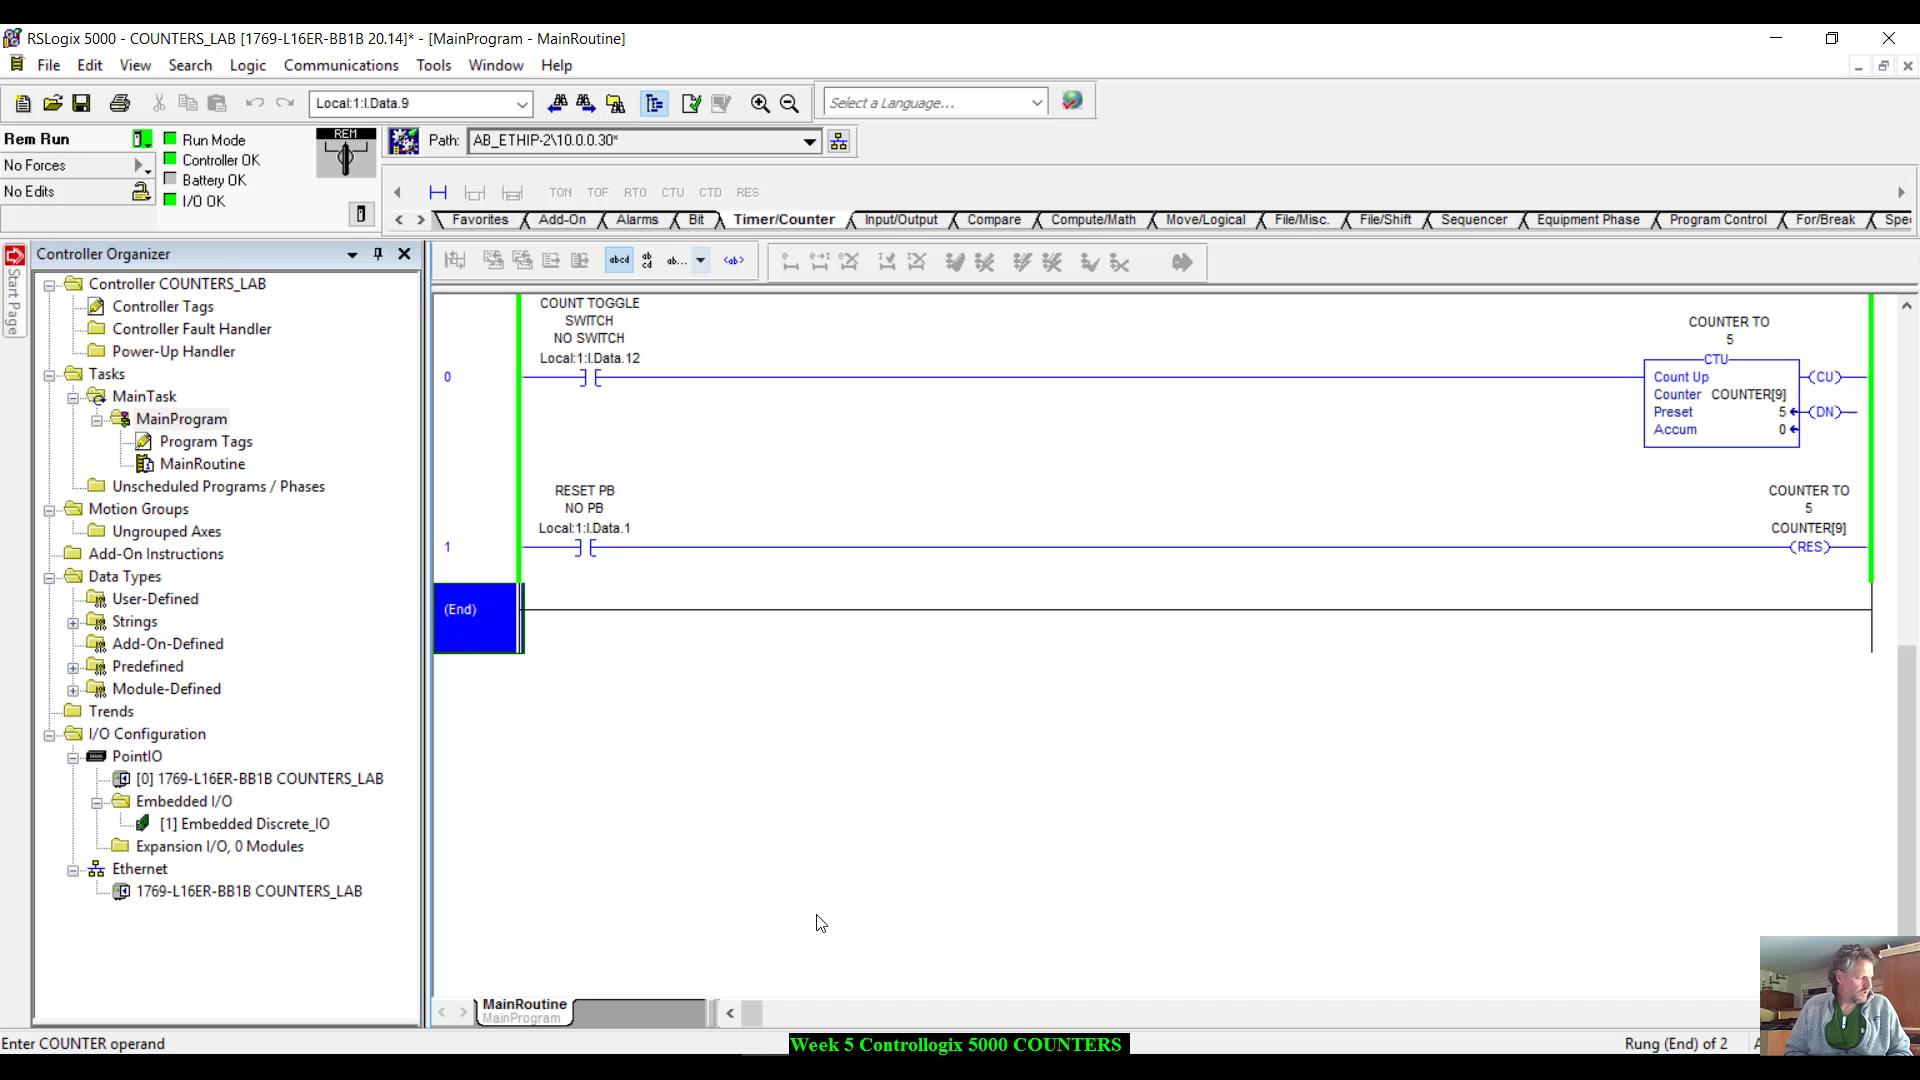 RSLogix 5000 - COUNTERS_LAB [1769-L16ER-BB1B 20.14]* - [MainProgram - MainRoutine]
File Edit View Search Logic Communications Tools Window Help
Local:1:I.Data.9
Select a Language...
Rem Run
No Forces
No Edits
Run Mode
Controller OK
Battery OK
I/O OK
REM
Path: AB_ETHIP-2\10.0.0.30*
TON TOF RTO CTU CTD RES
Favorites Add-On Alarms Bit Timer/Counter Input/Output Compare Compute/Math Move/Logical File/Misc. File/Shift Sequencer Equipment Phase Program Control For/Break Spe
Start Page
Controller Organizer
Controller COUNTERS_LAB
Controller Tags
Controller Fault Handler
Power-Up Handler
Tasks
MainTask
MainProgram
Program Tags
MainRoutine
Unscheduled Programs / Phases
Motion Groups
Ungrouped Axes
Add-On Instructions
Data Types
User-Defined
Strings
Add-On-Defined
Predefined
Module-Defined
Trends
I/O Configuration
PointIO
[0] 1769-L16ER-BB1B COUNTERS_LAB
Embedded I/O
[1] Embedded Discrete_IO
Expansion I/O, 0 Modules
Ethernet
1769-L16ER-BB1B COUNTERS_LAB
abcd
ab
cd
ab...
<ab>
COUNT TOGGLE
SWITCH
NO SWITCH
Local:1:I.Data.12
0
COUNTER TO
5
CTU
Count Up
Counter COUNTER[9]
Preset 5
Accum 0
(CU)
(DN)
RESET PB
NO PB
Local:1:I.Data.1
1
COUNTER TO
5
COUNTER[9]
(RES)
(End)
MainRoutine
MainProgram
Enter COUNTER operand
Week 5 Controllogix 5000 COUNTERS
Rung (End) of 2